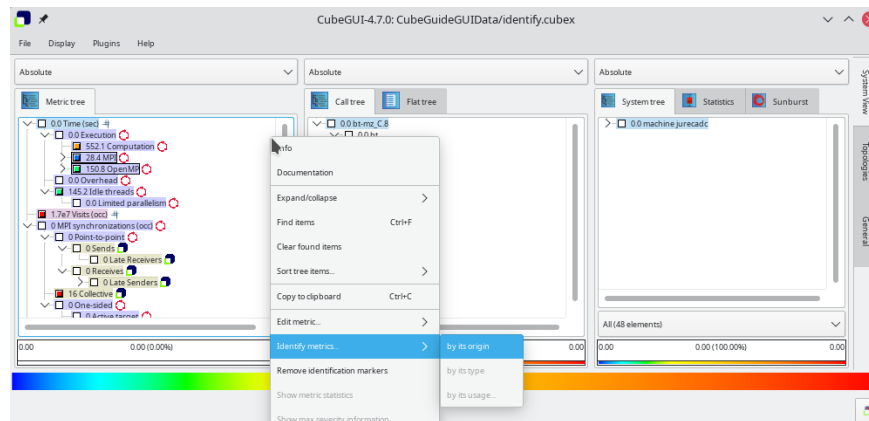 CubeGUI-4.7.0: CubeGuideGUIData/identify.cubex
File Display Plugins Help
Absolute
Absolute
Absolute
Metric tree
Call tree
Flat tree
System tree
Statistics
Sunburst
0.0 Time (sec)
0.0 Execution
552.1 Computation
28.4 MPI
150.8 OpenMP
0.0 Overhead
145.2 Idle threads
0.0 Limited parallelism
1.7e7 Visits (occ)
0 MPI synchronizations (occ)
0 Point-to-point
0 Sends
0 Late Receivers
0 Receives
0 Late Senders
16 Collective
0 One-sided
0 Active target
0.00 0.00 (0.00%)
0.0 bt-mz_C.8
0.0 bt
Documentation
Expand/collapse
Find items Ctrl+F
Clear found items
Sort tree items..
Copy to clipboard Ctrl+C
Edit metric..
Identify metrics..
Remove identification markers
Show metric statistics
Show max severity information
by its origin
by its type
by its usage..
0.00
0.0 machine jurecadc
All (48 elements)
0.00 0.00 (100.00%) 0.00
System View
Topologies
General